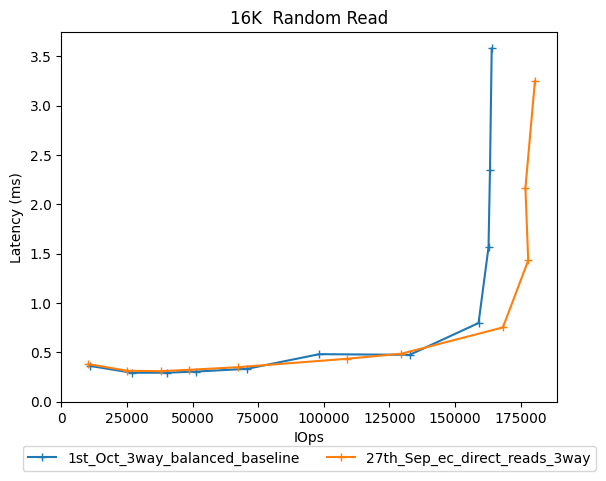 16K  Random Read
Latency (ms)
3.5
3.0
2.5
2.0
1.5
1.0
0.5
0.0
0 25000 50000 75000 100000 125000 150000 175000
IOps
1st_Oct_3way_balanced_baseline 27th_Sep_ec_direct_reads_3way